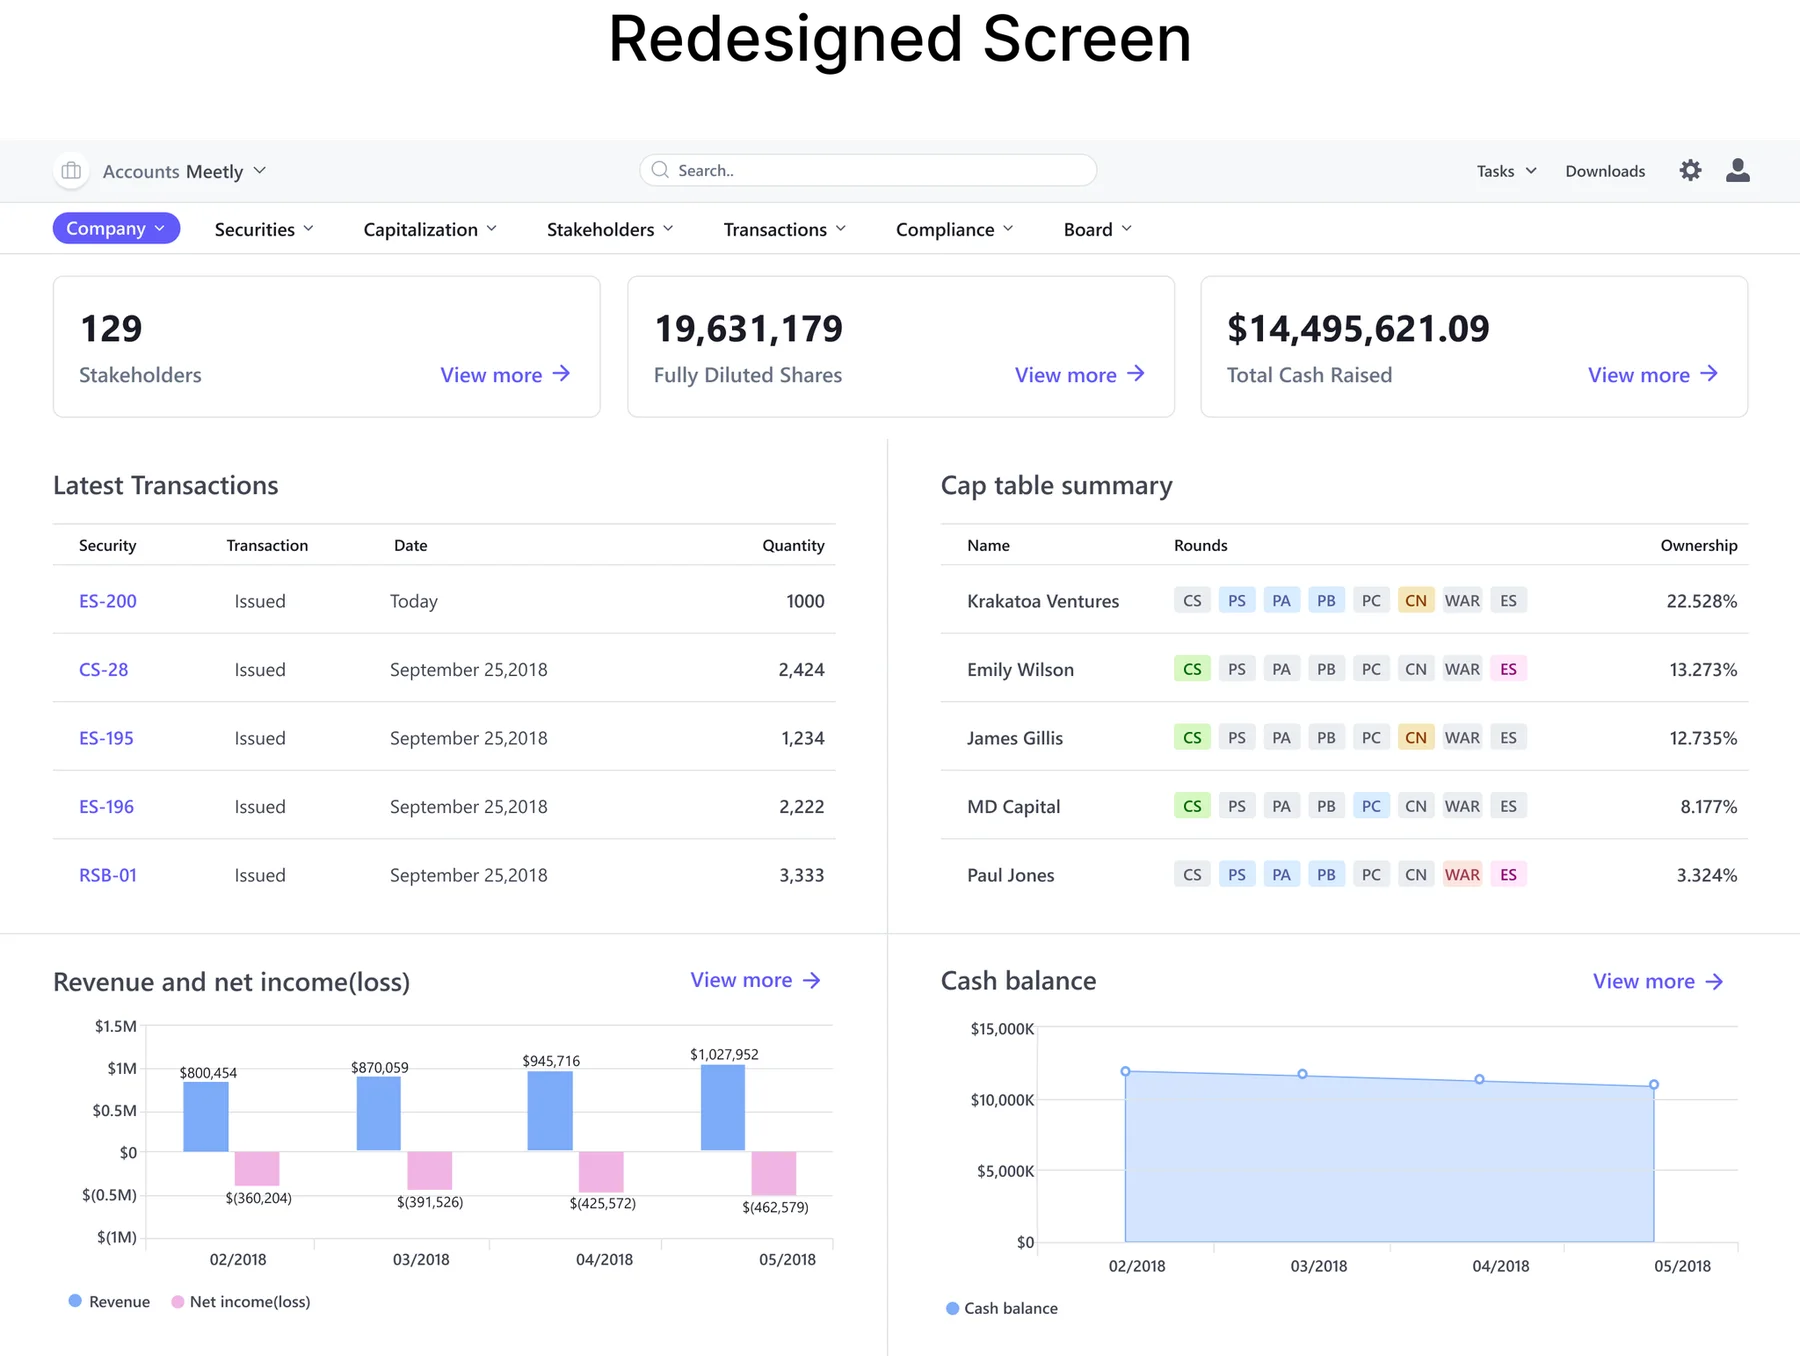 Redesigned Screen
Accounts Meetly
Search..
Tasks
Downloads
Company
Securities
Capitalization
Stakeholders
Transactions
Compliance
Board
129
Stakeholders
View more
19,631,179
Fully Diluted Shares
View more
$14,495,621.09
Total Cash Raised
View more
Latest Transactions
Security Transaction Date Quantity
ES-200 Issued Today 1000
CS-28 Issued September 25,2018 2,424
ES-195 Issued September 25,2018 1,234
ES-196 Issued September 25,2018 2,222
RSB-01 Issued September 25,2018 3,333
Cap table summary
Name Rounds Ownership
Krakatoa Ventures CS PS PA PB PC CN WAR ES 22.528%
Emily Wilson CS PS PA PB PC CN WAR ES 13.273%
James Gillis CS PS PA PB PC CN WAR ES 12.735%
MD Capital CS PS PA PB PC CN WAR ES 8.177%
Paul Jones CS PS PA PB PC CN WAR ES 3.324%
Revenue and net income(loss)
View more
$1.5M
$1M
$0.5M
$0
$(0.5M)
$(1M)
$800,454
$870,059
$945,716
$1,027,952
$(360,204)
$(391,526)
$(425,572)
$(462,579)
02/2018 03/2018 04/2018 05/2018
Revenue Net income(loss)
Cash balance
View more
$15,000K
$10,000K
$5,000K
$0
02/2018 03/2018 04/2018 05/2018
Cash balance